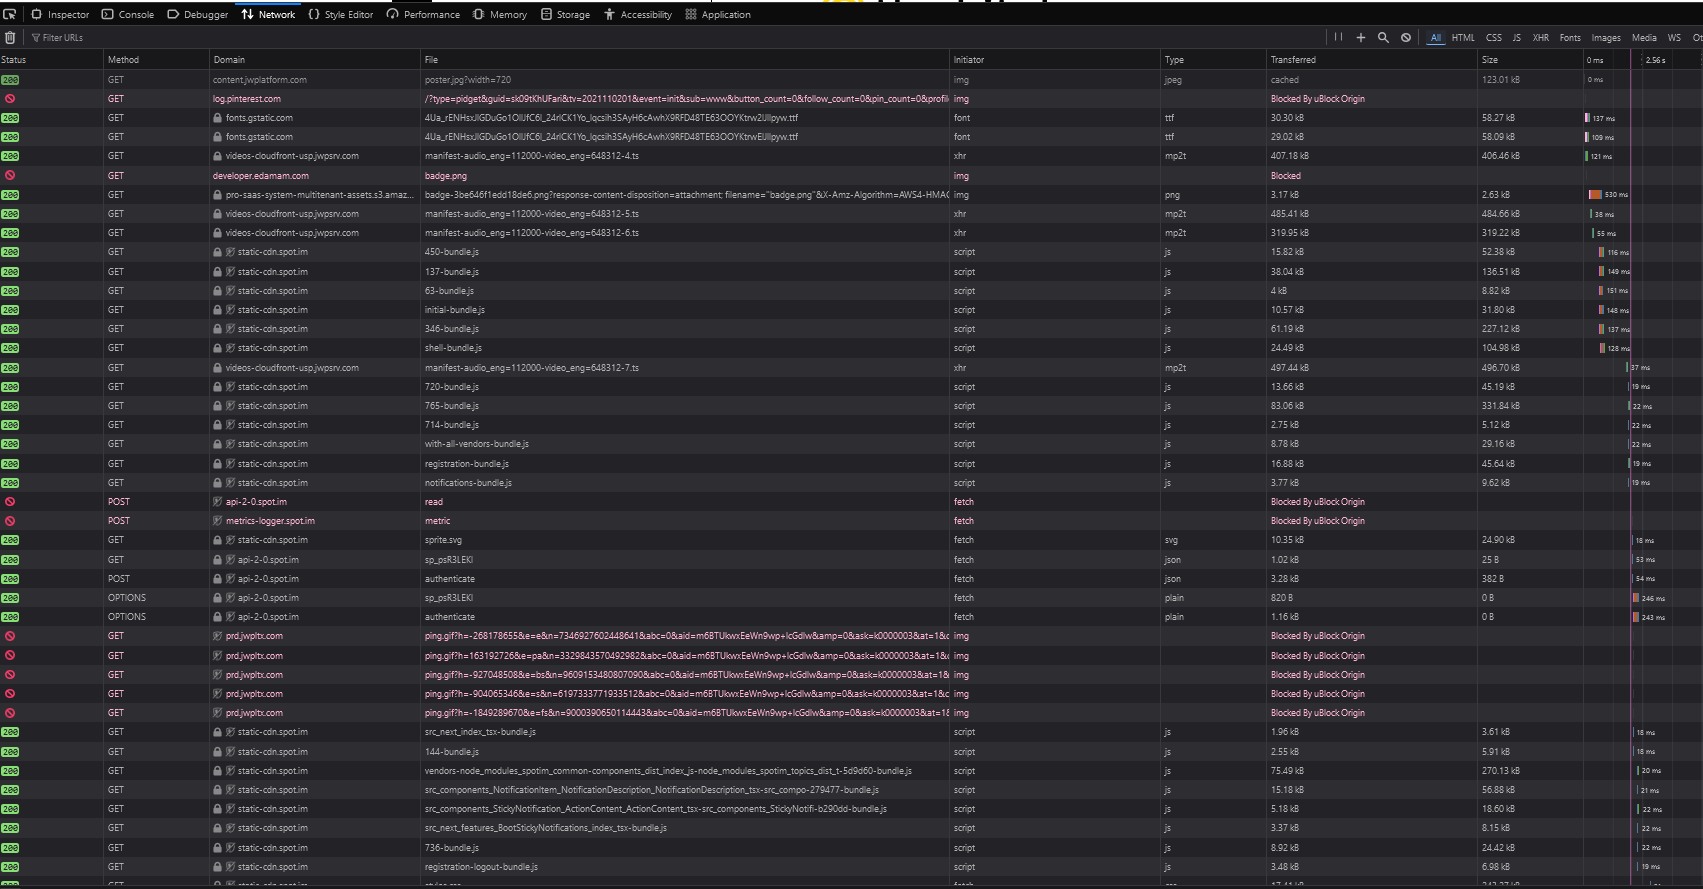 Inspector Console Debugger Network Style Editor Performance Memory Storage Accessibility Application
Filter URLs All HTML CSS JS XHR Fonts Images Media WS Ot
Status Method Domain File Initiator Type Transferred Size 0 ms 2.56 s
200 GET content.jwplatform.com poster.jpg?width=720 img jpeg cached 123.01 kB 0 ms
GET log.pinterest.com /?type=pidget&guid=sk09tKhUFari&tv=2021110201&event=init&sub=www&button_count=0&follow_count=0&pin_count=0&profil img Blocked By uBlock Origin
200 GET fonts.gstatic.com font ttf 30.30 kB 58.27 kB 137 ms
200 GET fonts.gstatic.com font ttf 29.02 kB 58.09 kB 109 ms
200 GET videos-cloudfront-usp.jwpsrv.com manifest-audio_eng=112000-video_eng=648312-4.ts xhr mp2t 407.18 kB 406.46 kB 121 ms
GET developer.edamam.com badge.png img Blocked
200 GET pro-saas-system-multitenant-assets.s3.amaz... badge-3be646f1edd18de6.png?response-content-disposition=attachment; filename="badge.png"&X-Amz-Algorithm=AWS4-HMAC img png 3.17 kB 2.63 kB 530 ms
200 GET videos-cloudfront-usp.jwpsrv.com manifest-audio_eng=112000-video_eng=648312-5.ts xhr mp2t 485.41 kB 484.66 kB 38 ms
200 GET videos-cloudfront-usp.jwpsrv.com manifest-audio_eng=112000-video_eng=648312-6.ts xhr mp2t 319.95 kB 319.22 kB 55 ms
200 GET static-cdn.spot.im 450-bundle.js script js 15.82 kB 52.38 kB 116 ms
200 GET static-cdn.spot.im 137-bundle.js script js 38.04 kB 136.51 kB 149 ms
200 GET static-cdn.spot.im 63-bundle.js script js 4 kB 8.82 kB 151 ms
200 GET static-cdn.spot.im initial-bundle.js script js 10.57 kB 31.80 kB 148 ms
200 GET static-cdn.spot.im 346-bundle.js script js 61.19 kB 227.12 kB 137 ms
200 GET static-cdn.spot.im shell-bundle.js script js 24.49 kB 104.98 kB 128 ms
200 GET videos-cloudfront-usp.jwpsrv.com manifest-audio_eng=112000-video_eng=648312-7.ts xhr mp2t 497.44 kB 496.70 kB 37 ms
200 GET static-cdn.spot.im 720-bundle.js script js 13.66 kB 45.19 kB 19 ms
200 GET static-cdn.spot.im 765-bundle.js script js 83.06 kB 331.84 kB 22 ms
200 GET static-cdn.spot.im 714-bundle.js script js 2.75 kB 5.12 kB 22 ms
200 GET static-cdn.spot.im with-all-vendors-bundle.js script js 8.78 kB 29.16 kB 22 ms
200 GET static-cdn.spot.im registration-bundle.js script js 16.88 kB 45.64 kB 19 ms
200 GET static-cdn.spot.im notifications-bundle.js script js 3.77 kB 9.62 kB 19 ms
POST api-2-0.spot.im read fetch Blocked By uBlock Origin
POST metrics-logger.spot.im metric fetch Blocked By uBlock Origin
200 GET static-cdn.spot.im sprite.svg fetch svg 10.35 kB 24.90 kB 18 ms
200 GET api-2-0.spot.im sp_psR3LEKI fetch json 1.02 kB 25 B 53 ms
200 POST api-2-0.spot.im authenticate fetch json 3.28 kB 382 B 54 ms
200 OPTIONS api-2-0.spot.im sp_psR3LEKI fetch plain 820 B 0 B 246 ms
200 OPTIONS api-2-0.spot.im authenticate fetch plain 1.16 kB 0 B 243 ms
GET prd.jwpltx.com ping.gif?h=-268178655&e=e&n=7346927602448641&abc=0&aid=m6BTUkwxEeWn9wp+lcGdlw&amp=0&ask=k0000003&at=1&c img Blocked By uBlock Origin
GET prd.jwpltx.com ping.gif?h=163192726&e=pa&n=3329843570492982&abc=0&aid=m6BTUkwxEeWn9wp+lcGdlw&amp=0&ask=k0000003&at=1& img Blocked By uBlock Origin
GET prd.jwpltx.com ping.gif?h=-927048508&e=bs&n=9609153480807090&abc=0&aid=m6BTUkwxEeWn9wp+lcGdlw&amp=0&ask=k0000003&at=1& img Blocked By uBlock Origin
GET prd.jwpltx.com ping.gif?h=-904065346&e=s&n=6197333771933512&abc=0&aid=m6BTUkwxEeWn9wp+lcGdlw&amp=0&ask=k0000003&at=1&c img Blocked By uBlock Origin
GET prd.jwpltx.com ping.gif?h=-1849289670&e=fs&n=9000390650114443&abc=0&aid=m6BTUkwxEeWn9wp+lcGdlw&amp=0&ask=k0000003&at=1 img Blocked By uBlock Origin
200 GET static-cdn.spot.im src_next_index_tsx-bundle.js script js 1.96 kB 3.61 kB 18 ms
200 GET static-cdn.spot.im 144-bundle.js script js 2.55 kB 5.91 kB 18 ms
200 GET static-cdn.spot.im vendors-node_modules_spotim_common-components_dist_index_js-node_modules_spotim_topics_dist_t-5d9d60-bundle.js script js 75.49 kB 270.13 kB 20 ms
200 GET static-cdn.spot.im src_components_NotificationItem_NotificationDescription_NotificationDescription_tsx-src_compo-279477-bundle.js script js 15.18 kB 56.88 kB 21 ms
200 GET static-cdn.spot.im src_components_StickyNotification_ActionContent_ActionContent_tsx-src_components_StickyNotifi-b290dd-bundle.js script js 5.18 kB 18.60 kB 22 ms
200 GET static-cdn.spot.im src_next_features_BootStickyNotifications_index_tsx-bundle.js script js 3.37 kB 8.15 kB 22 ms
200 GET static-cdn.spot.im 736-bundle.js script js 8.92 kB 24.42 kB 22 ms
200 GET static-cdn.spot.im registration-logout-bundle.js script js 3.48 kB 6.98 kB 19 ms